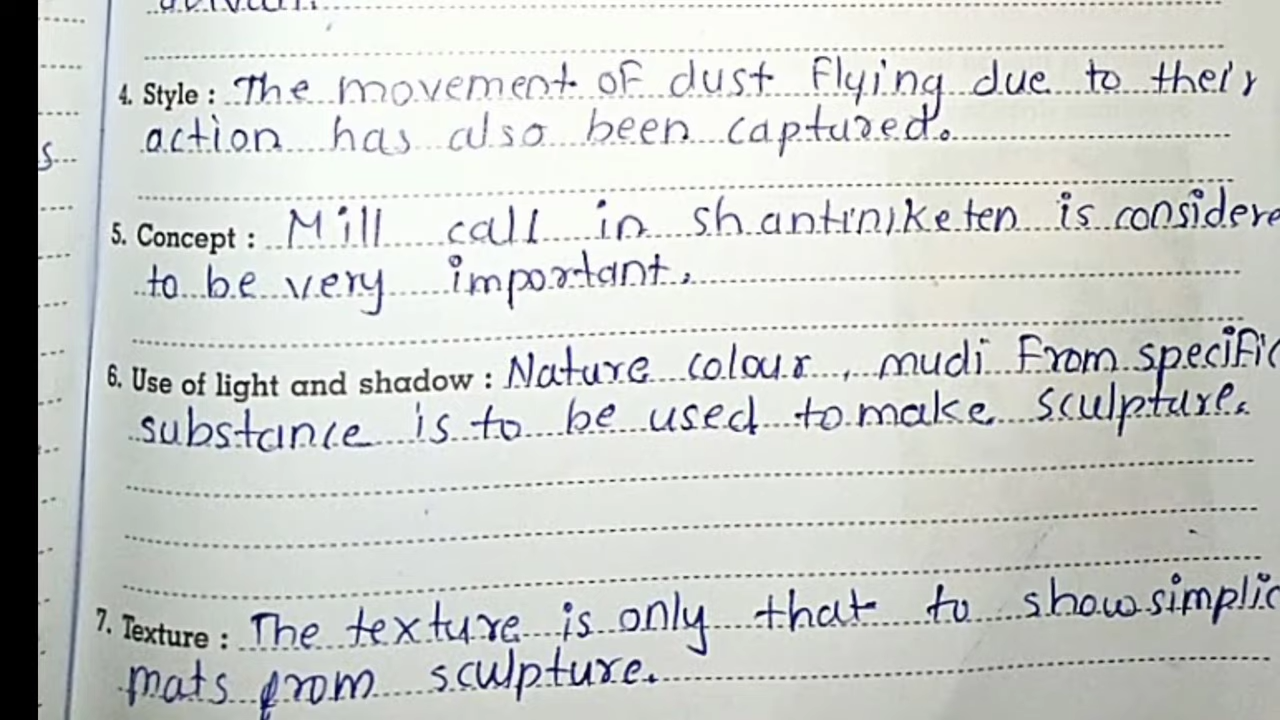 4. Style : The movement of dust flying due to their
action has also been captured.
s
5. Concept : Mill call in shantiniketen is considere
to be very important.
6. Use of light and shadow : Nature colour, mudi from specific
substance is to be used to make sculpture.
7. Texture : The texture is only that to show simplic
mats from sculpture.